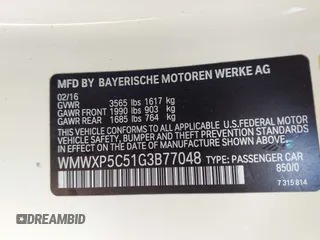 MFD BY BAYERISCHE MOTOREN WERKE AG
02/16
GVWR 3565 lbs 1617 kg
GAWR FRONT 1990 lbs 903 kg
GAWR REAR 1685 lbs 764 kg
THIS VEHICLE CONFORMS TO ALL APPLICABLE U.S.FEDERAL MOTOR
VEHICLE SAFETY, BUMPER, AND THEFT PREVENTION STANDARDS IN
EFFECT ON THE DATE OF MANUFACTURE SHOWN ABOVE.
WMWXP5C51G3B77048 TYPE: PASSENGER CAR
850/0
7 315 814
DREAMBID